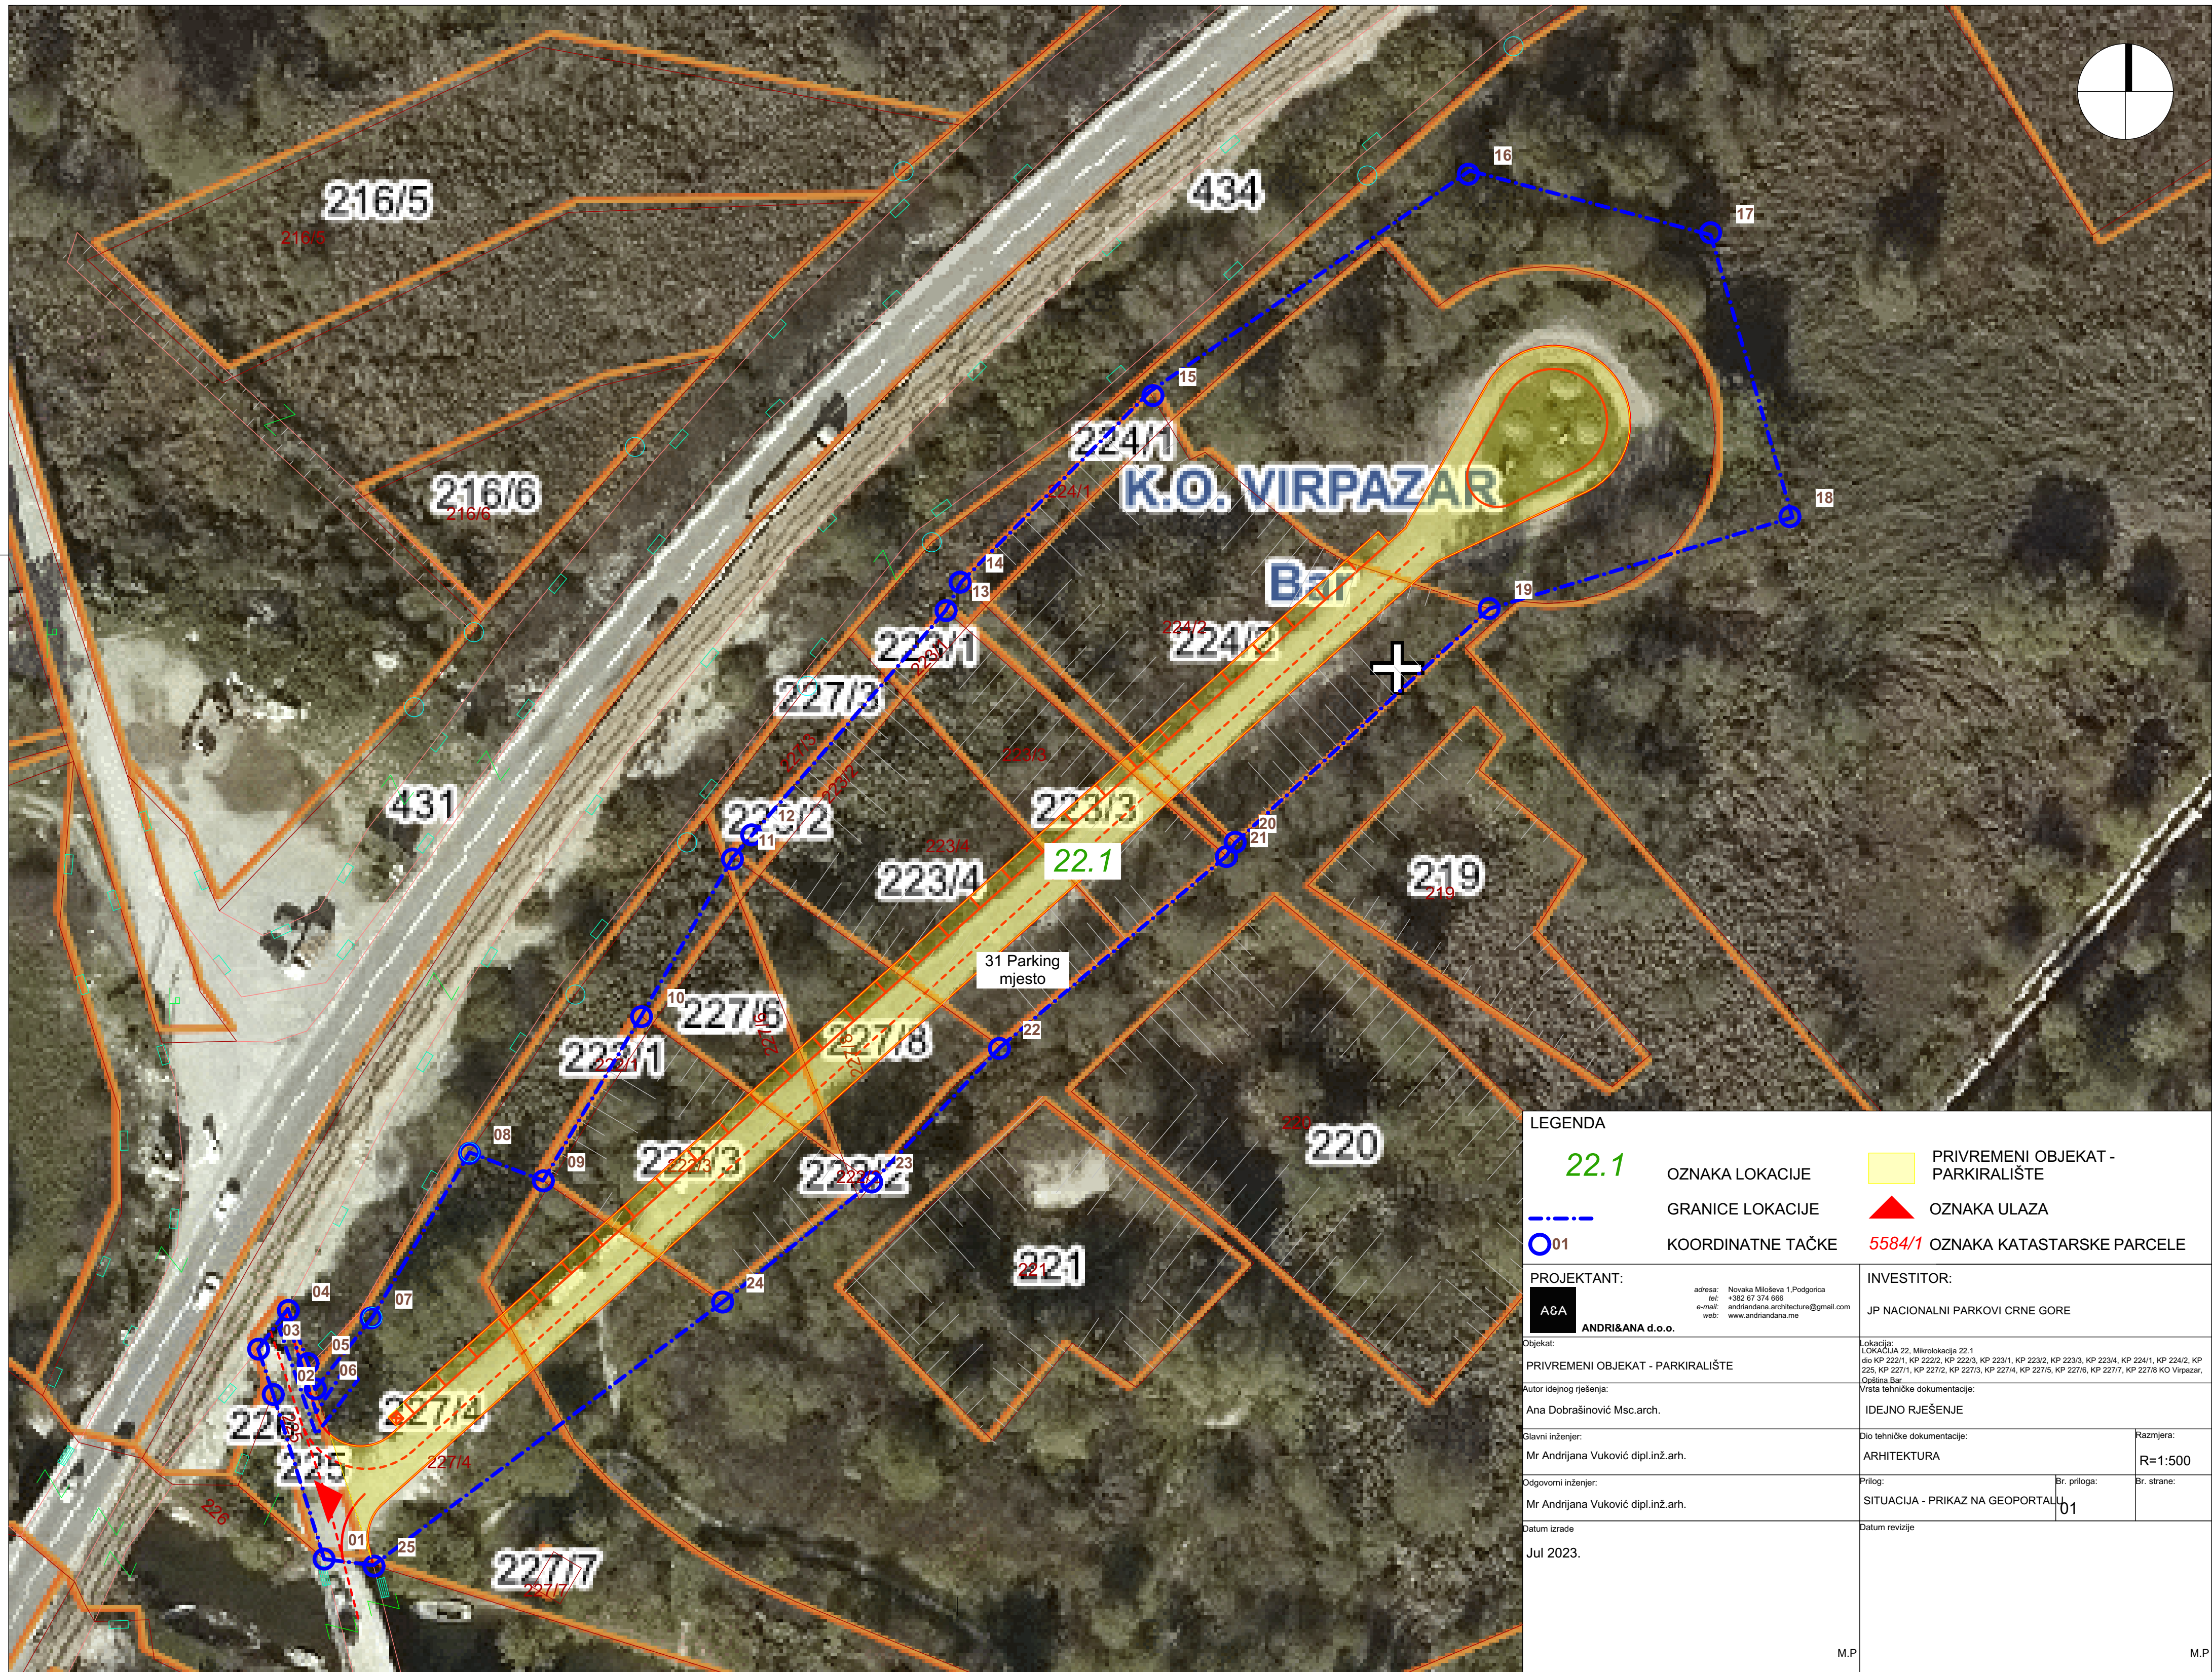 216/5
216/5
434
16
17
15
224/1
224/1
K.O. VIRPAZAR
216/6
216/6
18
14
13
Bar
19
223/1
224/2
224/2
227/3
227/3
223/2
223/3
223/3
431
12
223/2
11
20
21
223/4
223/4
22.1
219
219
31 Parking
mjesto
10
227/6
227/6
227/8
227/8
22
222/1
222/1
08
09
222/3
222/3
222/2
23
220
220
221
221
24
04
03
07
05
02
06
227/4
227/4
225
225
226
226
01
25
227/7
227/7
LEGENDA
22.1
OZNAKA LOKACIJE
PRIVREMENI OBJEKAT -
PARKIRALIŠTE
GRANICE LOKACIJE
OZNAKA ULAZA
01
KOORDINATNE TAČKE
5584/1 OZNAKA KATASTARSKE PARCELE
PROJEKTANT:
A&A
ANDRI&ANA d.o.o.
adresa: Novaka Miloševa 1,Podgorica
tel: +382 67 374 666
e-mail: andriandana.architecture@gmail.com
web: www.andriandana.me
INVESTITOR:
JP NACIONALNI PARKOVI CRNE GORE
Objekat:
PRIVREMENI OBJEKAT - PARKIRALIŠTE
Lokacija:
LOKACIJA 22, Mikrolokacija 22.1
dio KP 222/1, KP 222/2, KP 222/3, KP 223/1, KP 223/2, KP 223/3, KP 223/4, KP 224/1, KP 224/2, KP
225, KP 227/1, KP 227/2, KP 227/3, KP 227/4, KP 227/5, KP 227/6, KP 227/7, KP 227/8 KO Virpazar,
Opština Bar
Autor idejnog rješenja:
Ana Dobrašinović Msc.arch.
Vrsta tehničke dokumentacije:
IDEJNO RJEŠENJE
Glavni inženjer:
Mr Andrijana Vuković dipl.inž.arh.
Dio tehničke dokumentacije:
ARHITEKTURA
Razmjera:
R=1:500
Odgovorni inženjer:
Mr Andrijana Vuković dipl.inž.arh.
Prilog:
SITUACIJA - PRIKAZ NA GEOPORTALU
Br. priloga:
01
Br. strane:
Datum izrade
Jul 2023.
M.P
Datum revizije
M.P